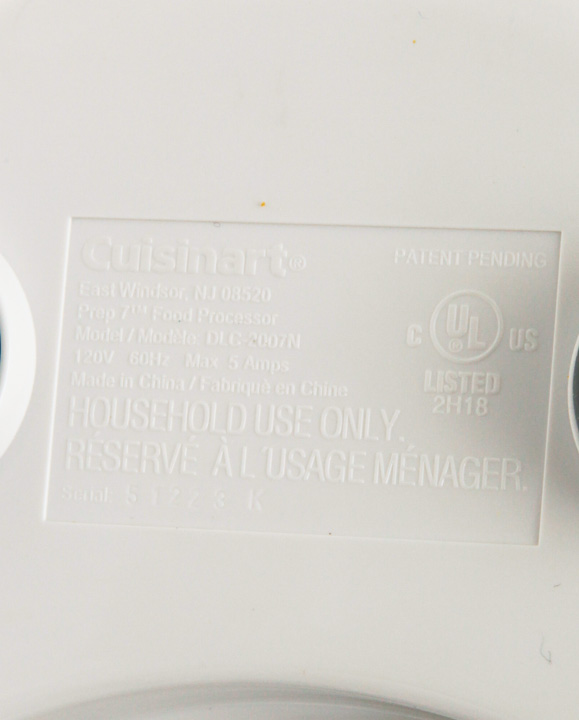 Cuisinart®
PATENT PENDING
East Windsor, NJ 08520
Prep 7™ Food Processor
Model / Modèle: DLC-2007N
120V 60Hz Max 5 Amps
Made in China / Fabriqué en Chine
C UL ® US
LISTED
2H18
HOUSEHOLD USE ONLY.
RÉSERVÉ À L'USAGE MÉNAGER.
Serial: